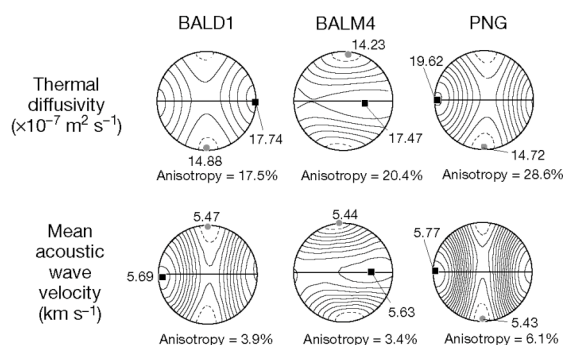 BALD1 BALM4 PNG
Thermal
diffusivity
(×10⁻⁷ m² s⁻¹)
14.23
19.62
17.74
17.47
14.88
14.72
Anisotropy = 17.5% Anisotropy = 20.4% Anisotropy = 28.6%
Mean
acoustic
wave
velocity
(km s⁻¹)
5.47 5.44
5.77
5.69
5.63
5.43
Anisotropy = 3.9% Anisotropy = 3.4% Anisotropy = 6.1%